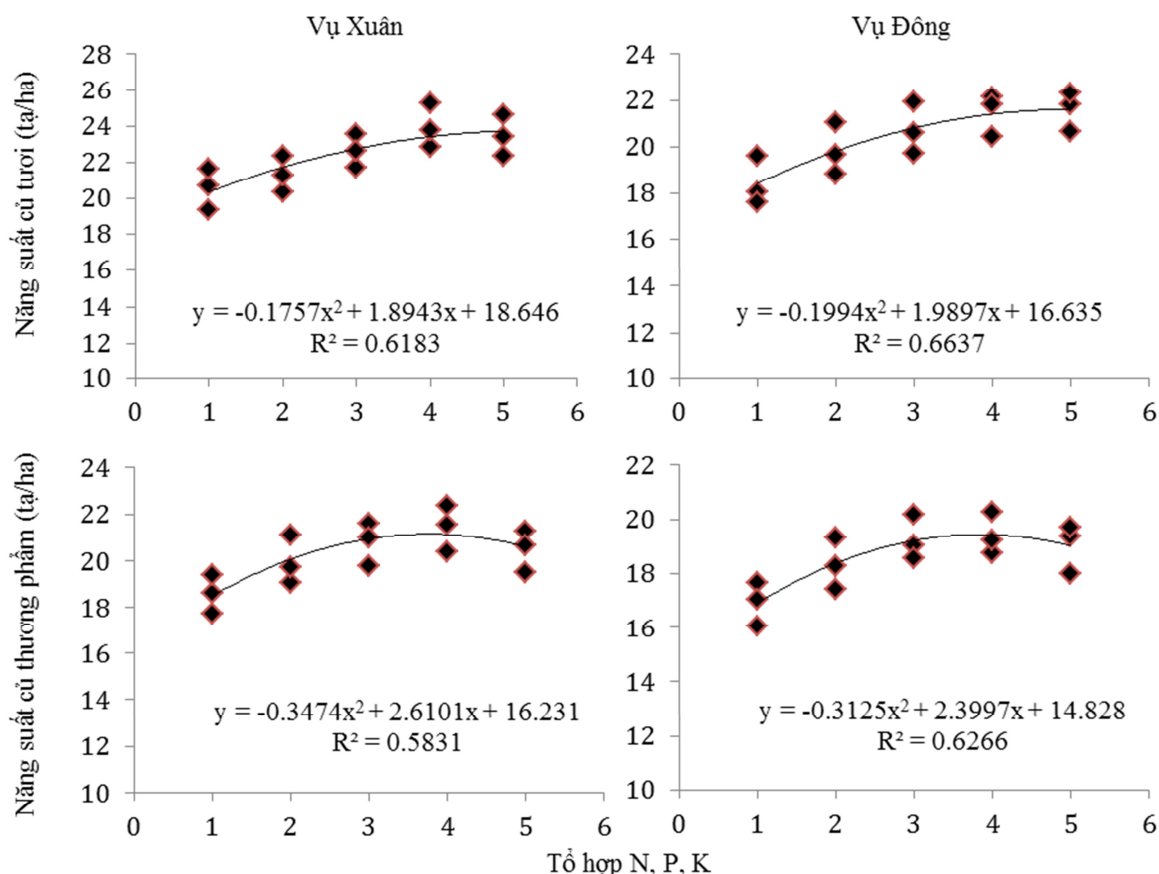 Vụ Xuân
Vụ Đông
Năng suất củ tươi (tạ/ha)
28
26
24
22
20
18
16
14
12
10
0 1 2 3 4 5 6
y = -0.1757x² + 1.8943x + 18.646
R² = 0.6183
24
22
20
18
16
14
12
10
0 1 2 3 4 5 6
y = -0.1994x² + 1.9897x + 16.635
R² = 0.6637
Năng suất củ thương phẩm (tạ/ha)
24
22
20
18
16
14
12
10
0 1 2 3 4 5 6
y = -0.3474x² + 2.6101x + 16.231
R² = 0.5831
22
20
18
16
14
12
10
0 1 2 3 4 5 6
y = -0.3125x² + 2.3997x + 14.828
R² = 0.6266
Tổ hợp N, P, K